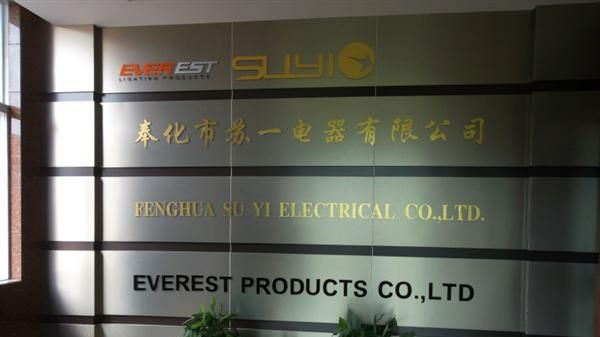 EVEREST SUYI
LIGHTING PRODUCTS
奉化市苏一电器有限公司
FENGHUA SU YI ELECTRICAL CO.,LTD.
EVEREST PRODUCTS CO.,LTD